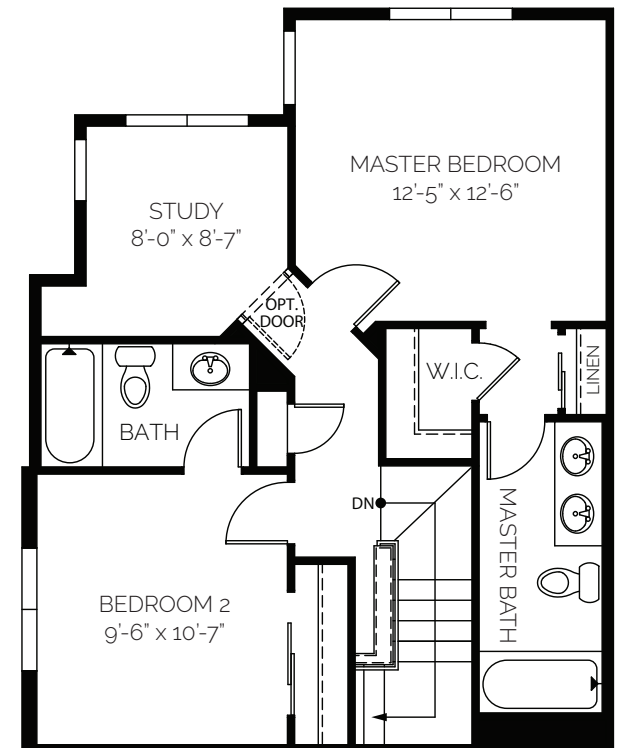 MASTER BEDROOM
12'-5" x 12'-6"
STUDY
8'-0" x 8'-7"
OPT.
DOOR
W.I.C.
LINEN
BATH
DN
MASTER BATH
BEDROOM 2
9'-6" x 10'-7"